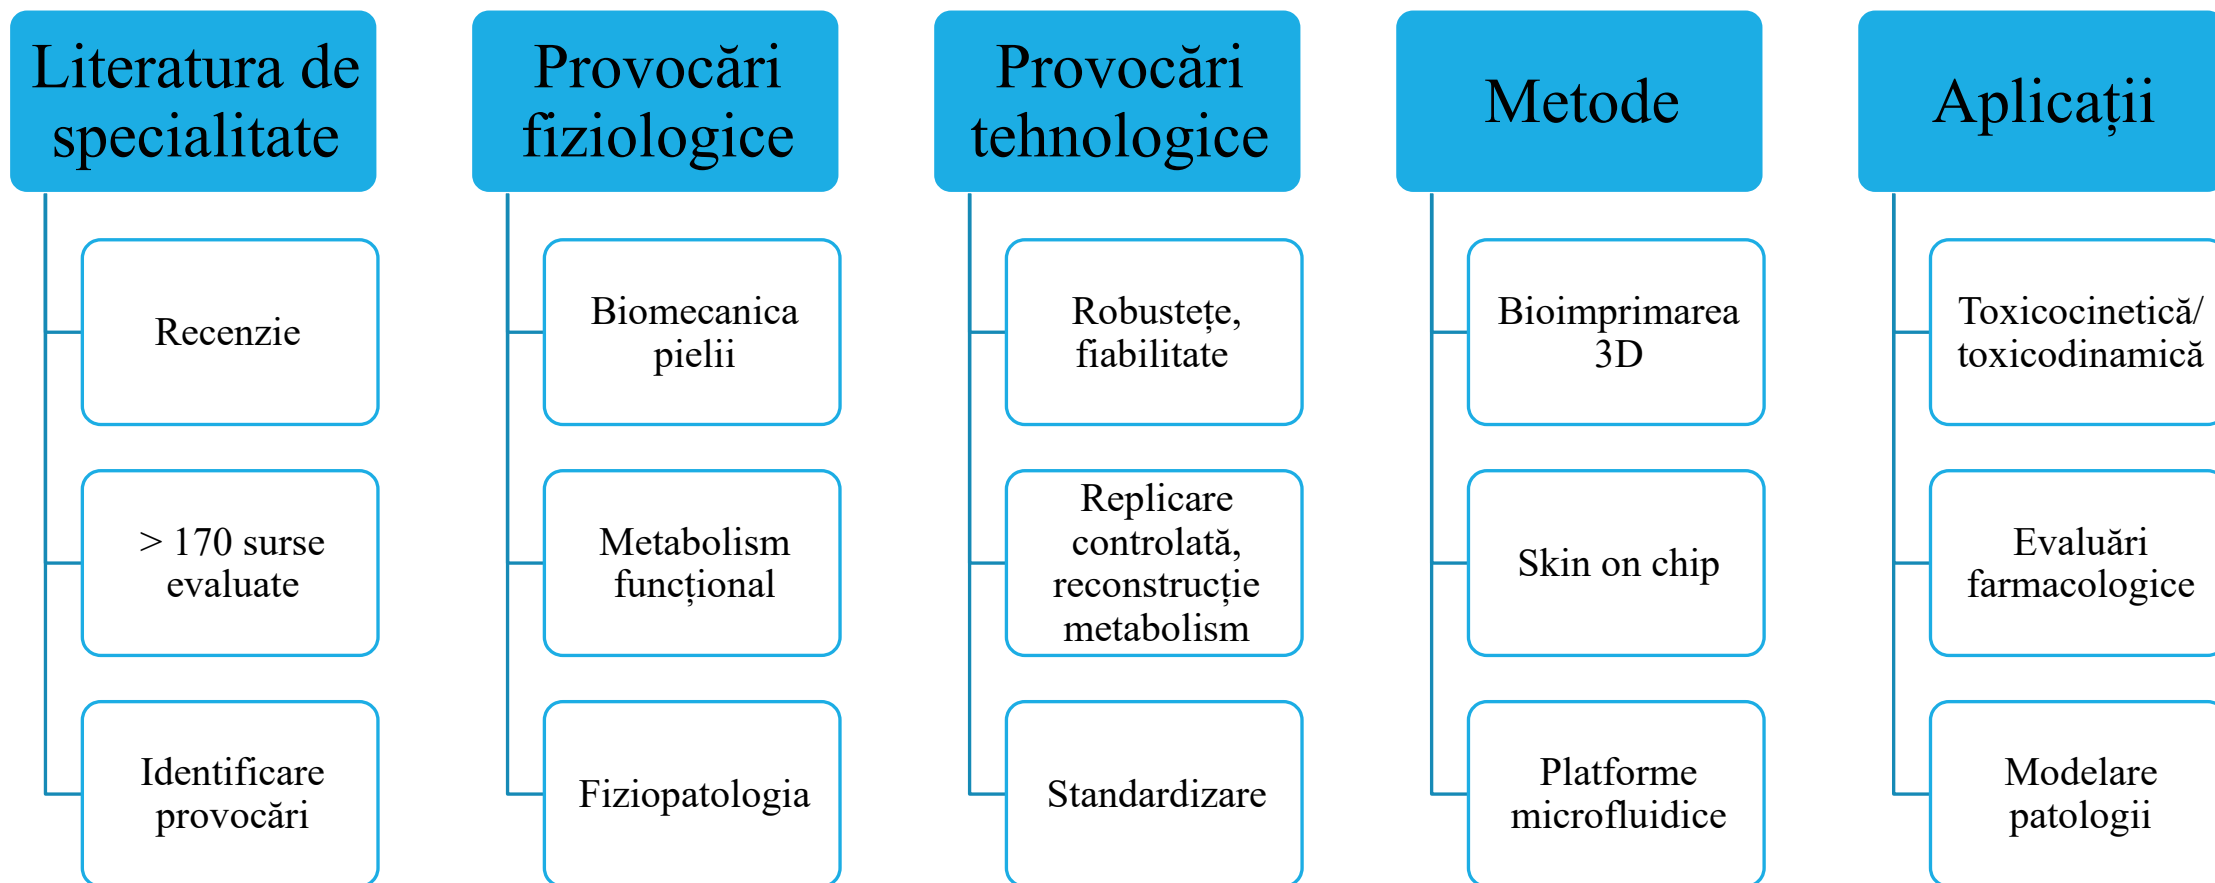 Literatura de
specialitate
Recenzie
> 170 surse
evaluate
Identificare
provocări
Provocări
fiziologice
Biomecanica
pielii
Metabolism
funcțional
Fiziopatologia
Provocări
tehnologice
Robustețe,
fiabilitate
Replicare
controlată,
reconstrucție
metabolism
Standardizare
Metode
Bioimprimarea
3D
Skin on chip
Platforme
microfluidice
Aplicații
Toxicocinetică/
toxicodinamică
Evaluări
farmacologice
Modelare
patologii